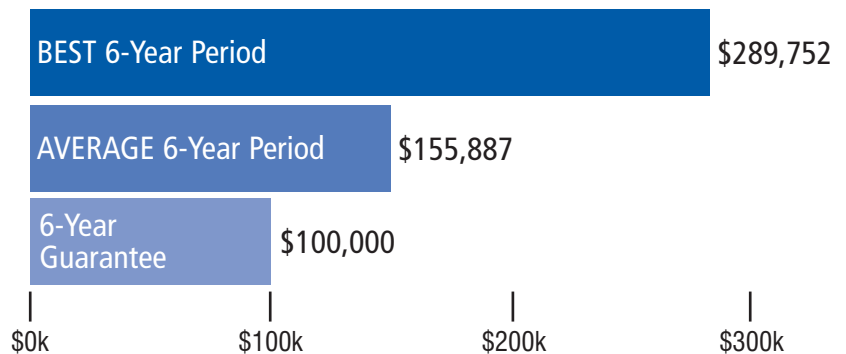 BEST 6-Year Period
$289,752
AVERAGE 6-Year Period
$155,887
6-Year
Guarantee
$100,000
$0k
$100k
$200k
$300k